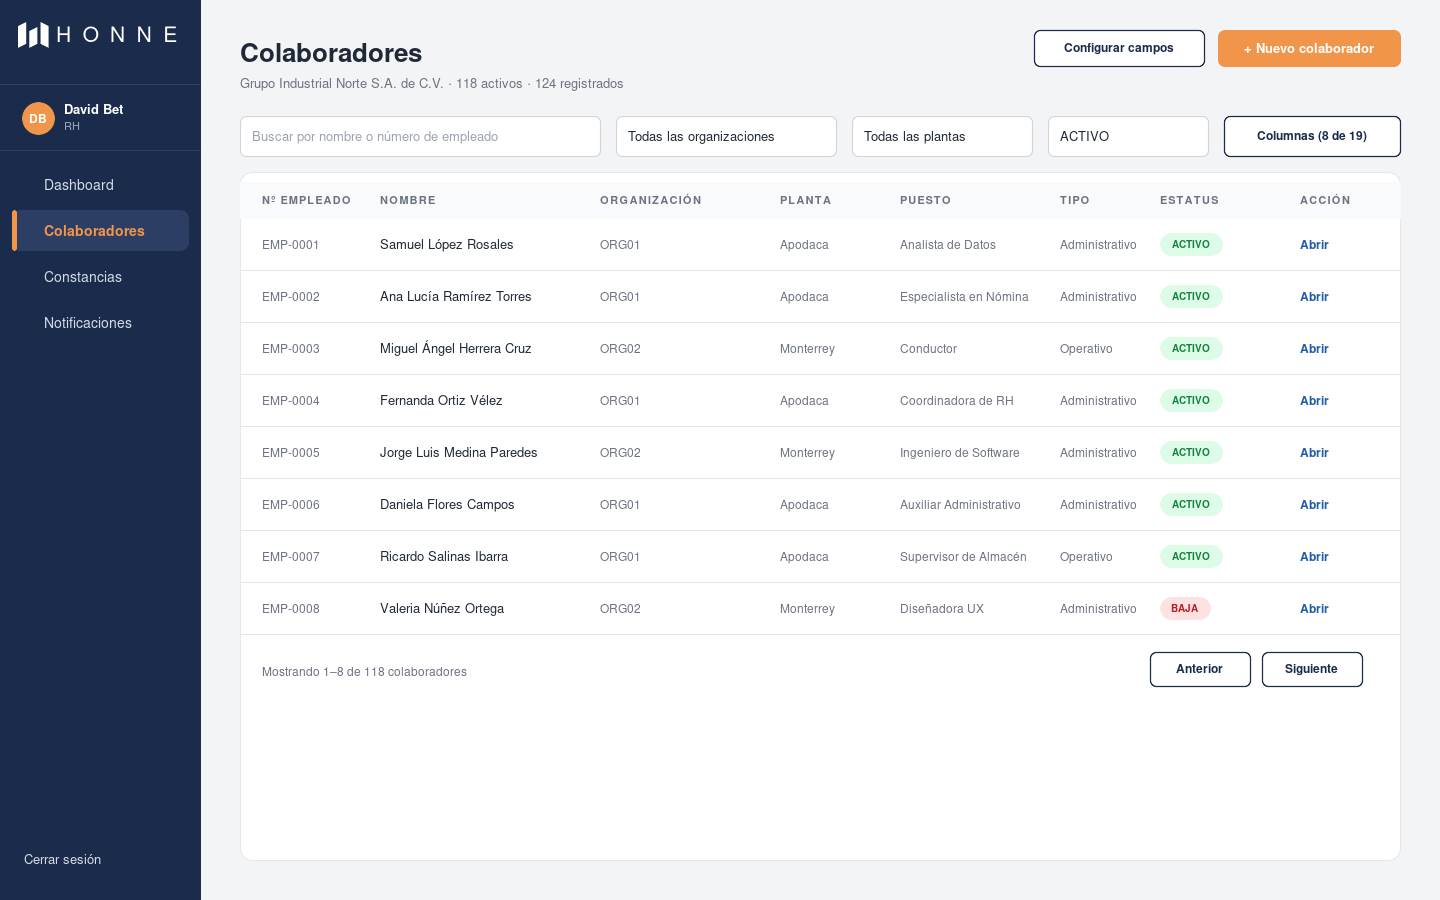 HONNE
David Bet
DB
RH
Dashboard
Colaboradores
Constancias
Notificaciones
Cerrar sesión
Colaboradores
Grupo Industrial Norte S.A. de C.V. · 118 activos · 124 registrados
Configurar campos
+ Nuevo colaborador
Buscar por nombre o número de empleado
Todas las organizaciones
Todas las plantas
ACTIVO
Columnas (8 de 19)
Nº EMPLEADO NOMBRE ORGANIZACIÓN PLANTA PUESTO TIPO ESTATUS ACCIÓN
EMP-0001 Samuel López Rosales ORG01 Apodaca Analista de Datos Administrativo ACTIVO Abrir
EMP-0002 Ana Lucía Ramírez Torres ORG01 Apodaca Especialista en Nómina Administrativo ACTIVO Abrir
EMP-0003 Miguel Ángel Herrera Cruz ORG02 Monterrey Conductor Operativo ACTIVO Abrir
EMP-0004 Fernanda Ortiz Vélez ORG01 Apodaca Coordinadora de RH Administrativo ACTIVO Abrir
EMP-0005 Jorge Luis Medina Paredes ORG02 Monterrey Ingeniero de Software Administrativo ACTIVO Abrir
EMP-0006 Daniela Flores Campos ORG01 Apodaca Auxiliar Administrativo Administrativo ACTIVO Abrir
EMP-0007 Ricardo Salinas Ibarra ORG01 Apodaca Supervisor de Almacén Operativo ACTIVO Abrir
EMP-0008 Valeria Núñez Ortega ORG02 Monterrey Diseñadora UX Administrativo BAJA Abrir
Mostrando 1–8 de 118 colaboradores
Anterior
Siguiente